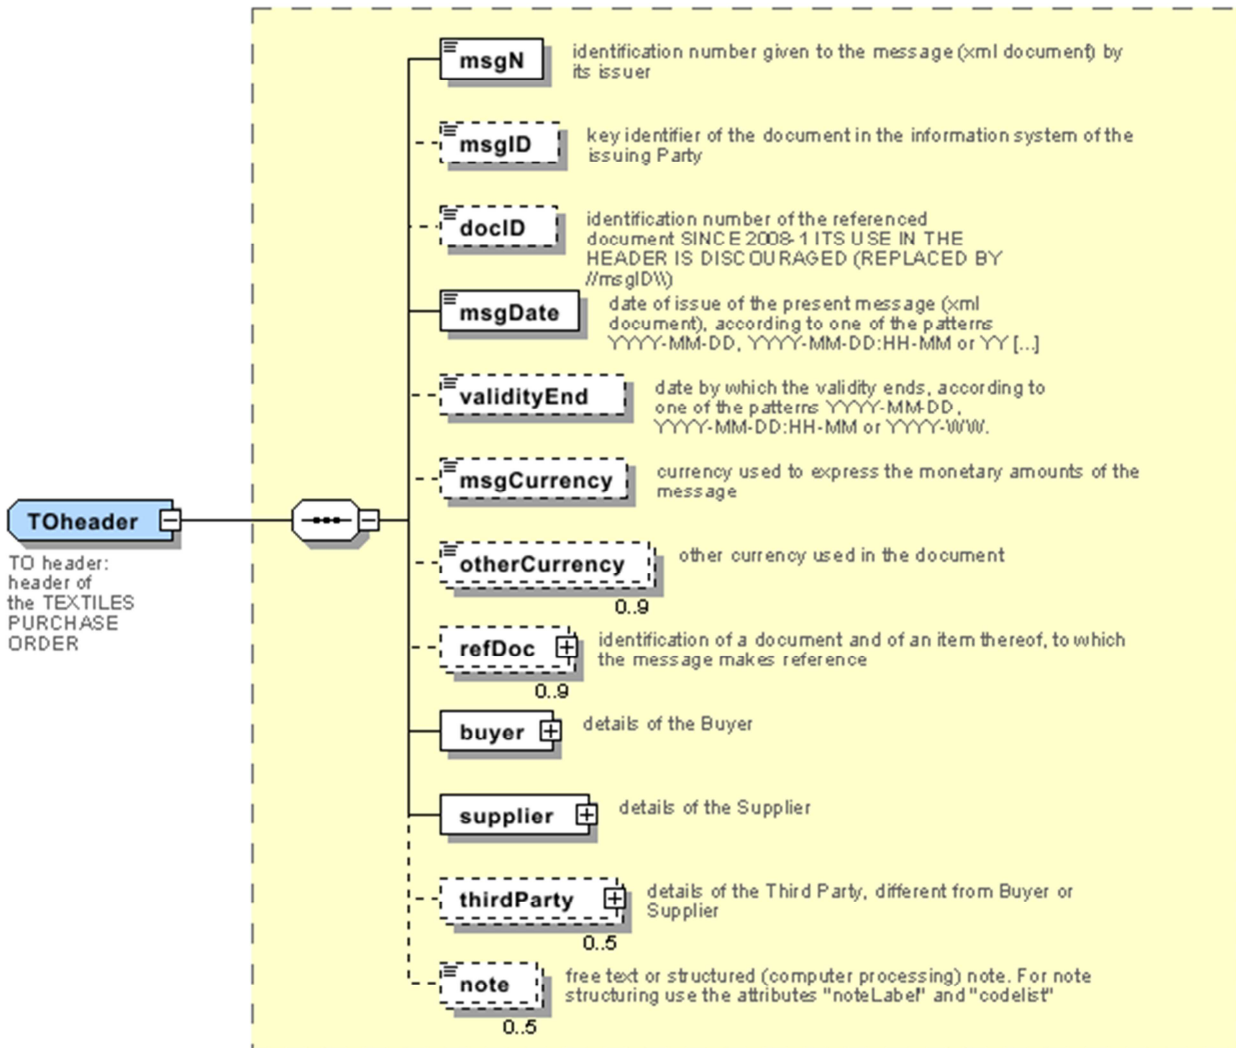 msgN
identification number given to the message (xml document) by
its issuer
msgID
key identifier of the document in the information system of the
issuing Party
docID
identification number of the referenced
document SINCE 2008-1 ITS USE IN THE
HEADER IS DISCOURAGED (REPLACED BY
//msgID\\)
msgDate
date of issue of the present message (xml
document), according to one of the patterns
YYYY-MM-DD, YYYY-MM-DD:HH-MM or YY [...]
validityEnd
date by which the validity ends, according to
one of the patterns YYYY-MM-DD,
YYYY-MM-DD:HH-MM or YYYY-WW.
msgCurrency
currency used to express the monetary amounts of the
message
TOheader
TO header:
header of
the TEXTILES
PURCHASE
ORDER
otherCurrency
other currency used in the document
0..9
refDoc
identification of a document and of an item thereof, to which
the message makes reference
0..9
buyer
details of the Buyer
supplier
details of the Supplier
thirdParty
details of the Third Party, different from Buyer or
Supplier
0..5
note
free text or structured (computer processing) note. For note
structuring use the attributes "noteLabel" and "codelist"
0..5